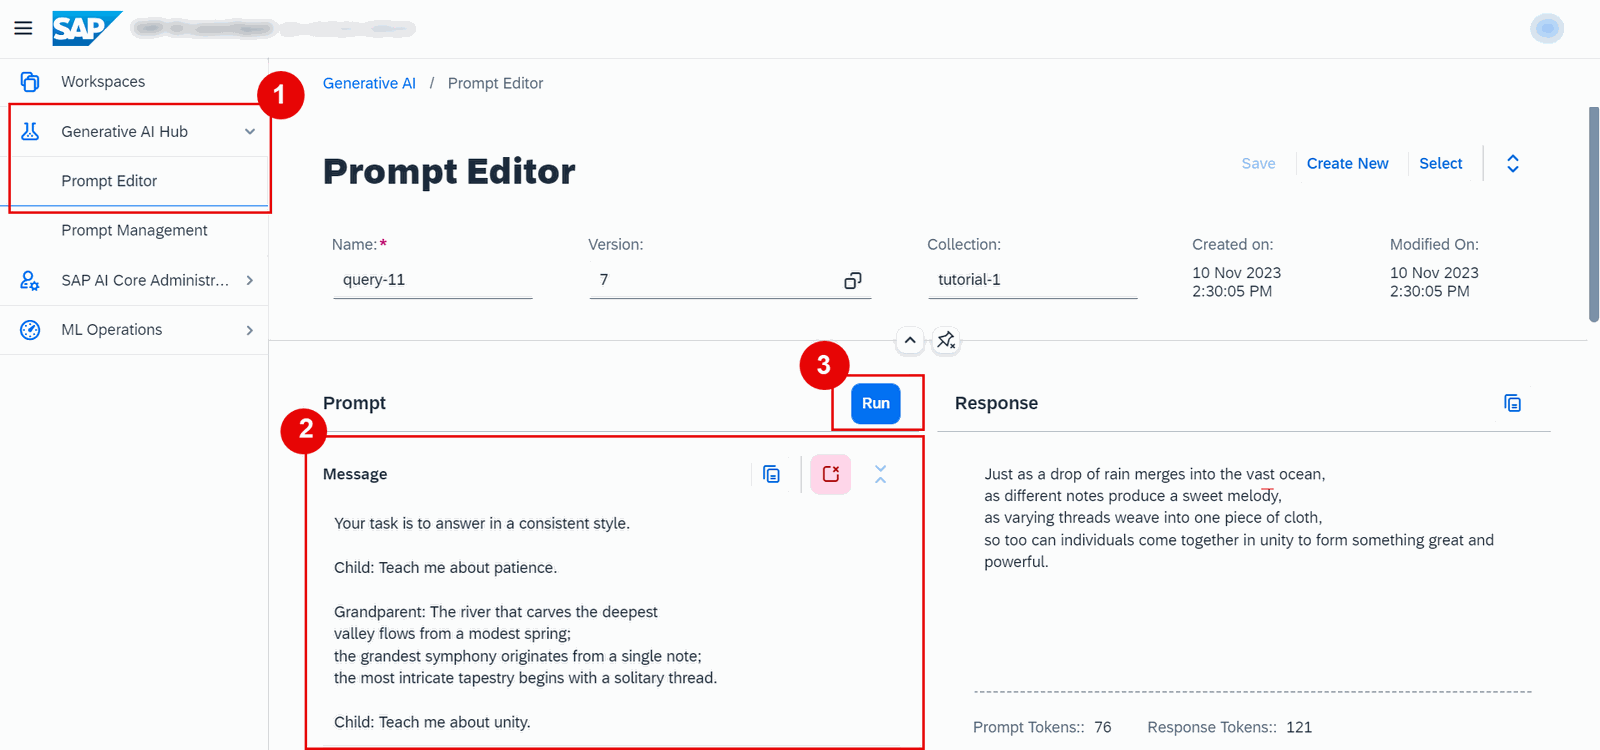 SAP
Workspaces
1
Generative AI / Prompt Editor
Generative AI Hub
Prompt Editor
Prompt Management
SAP AI Core Administr...
ML Operations
Prompt Editor
Save
Create New
Select
Name:*
Version:
Collection:
Created on:
Modified On:
query-11
7
tutorial-1
10 Nov 2023
2:30:05 PM
10 Nov 2023
2:30:05 PM
3
Prompt
Run
Response
2
Message
Your task is to answer in a consistent style.
Child: Teach me about patience.
Grandparent: The river that carves the deepest
valley flows from a modest spring;
the grandest symphony originates from a single note;
the most intricate tapestry begins with a solitary thread.
Child: Teach me about unity.
Just as a drop of rain merges into the vast ocean,
as different notes produce a sweet melody,
as varying threads weave into one piece of cloth,
so too can individuals come together in unity to form something great and
powerful.
Prompt Tokens:: 76
Response Tokens:: 121